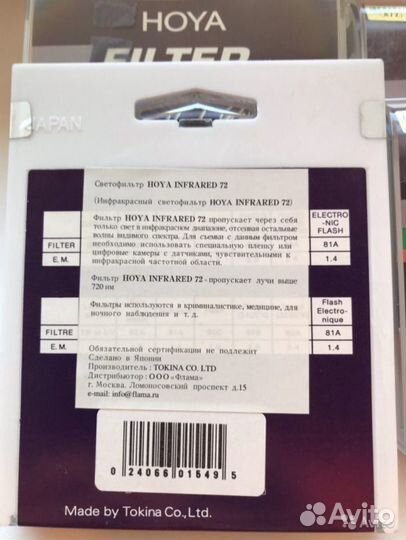 HOYA
FILTER
JAPAN
Светофильтр HOYA INFRARED 72
(Инфракрасный светофильтр HOYA INFRARED 72)
Фильтр HOYA INFRARED 72 пропускает через себя
только свет в инфракрасном диапазоне, отсеивая остальные
волны видимого спектра. Для съемки с данным фильтром
необходимо использовать специальную пленку или
цифровые камеры с датчиками, чувствительными к
инфракрасной частотной области.
Фильтр HOYA INFRARED 72 - пропускает лучи выше
720 нм
Фильтры используются в криминалистике, медицине, для
ночного наблюдения и т. д.
Обязательной сертификации не подлежит
Сделано в Японии
Производитель : TOKINA CO. LTD
Дистрибьютор : ООО «Флама»
г. Москва. Ломоносовский проспект д.15
e-mail: info@flama.ru
ELECTRO
-NIC
FLASH
FILTER 81A
E.M. 1.4
Flash
Electro-
nique
FILTRE 81A
E.M. 1.4
0 24066 01549 5
Made by Tokina Co.,Ltd.
Avito